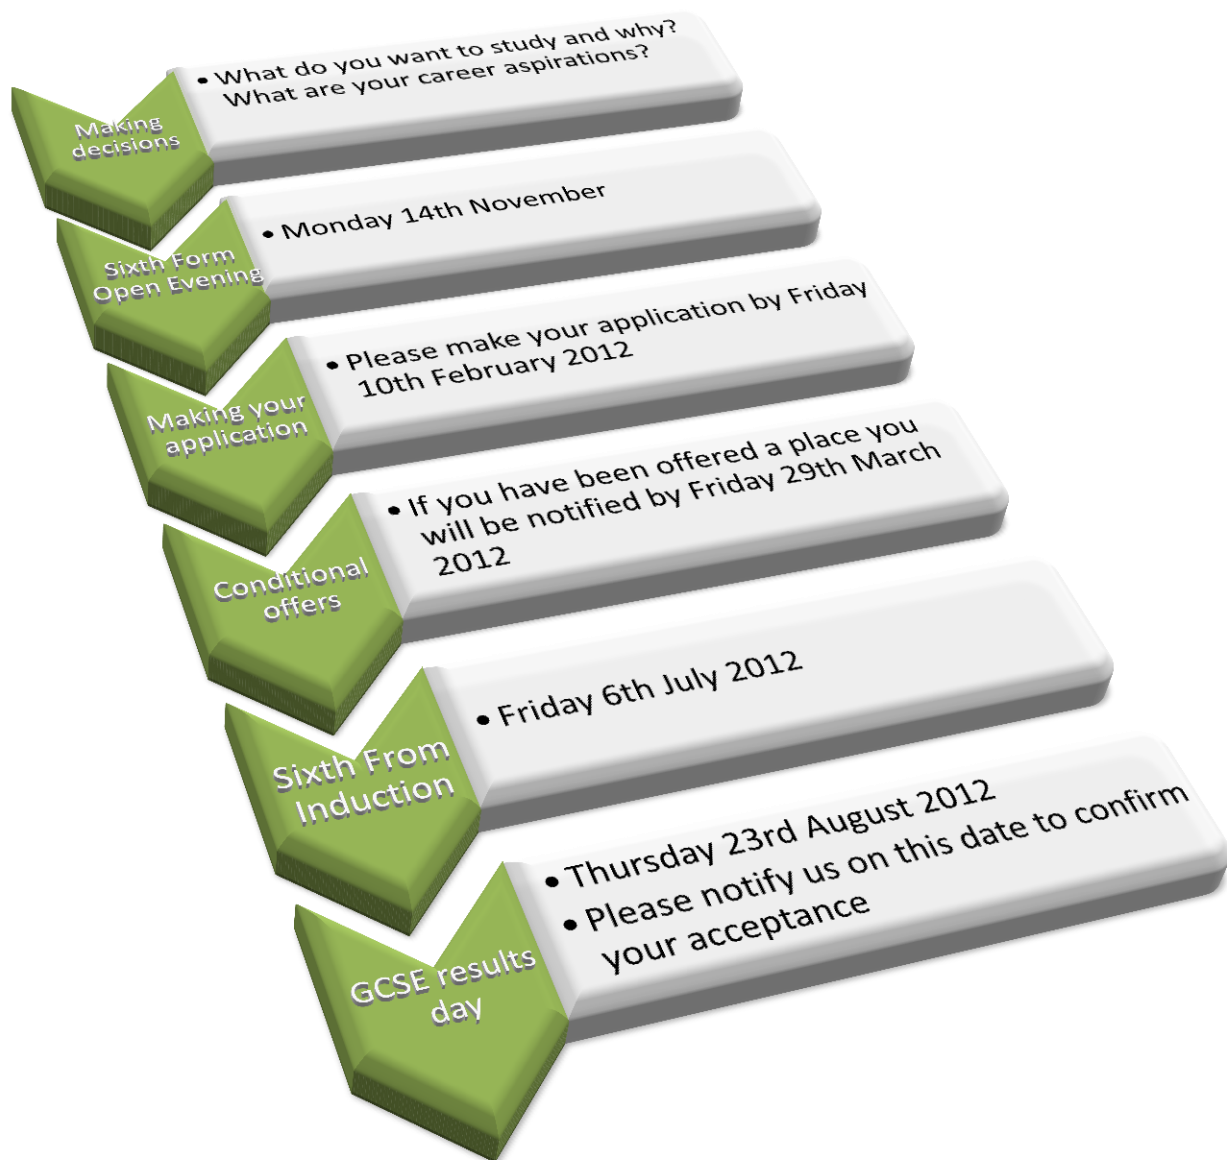 Making
decisions
• What do you want to study and why?
What are your career aspirations?
Sixth Form
Open Evening
• Monday 14th November
Making your
application
• Please make your application by Friday
10th February 2012
Conditional
offers
• If you have been offered a place you
will be notified by Friday 29th March
2012
Sixth From
Induction
• Friday 6th July 2012
GCSE results
day
• Thursday 23rd August 2012
• Please notify us on this date to confirm
your acceptance